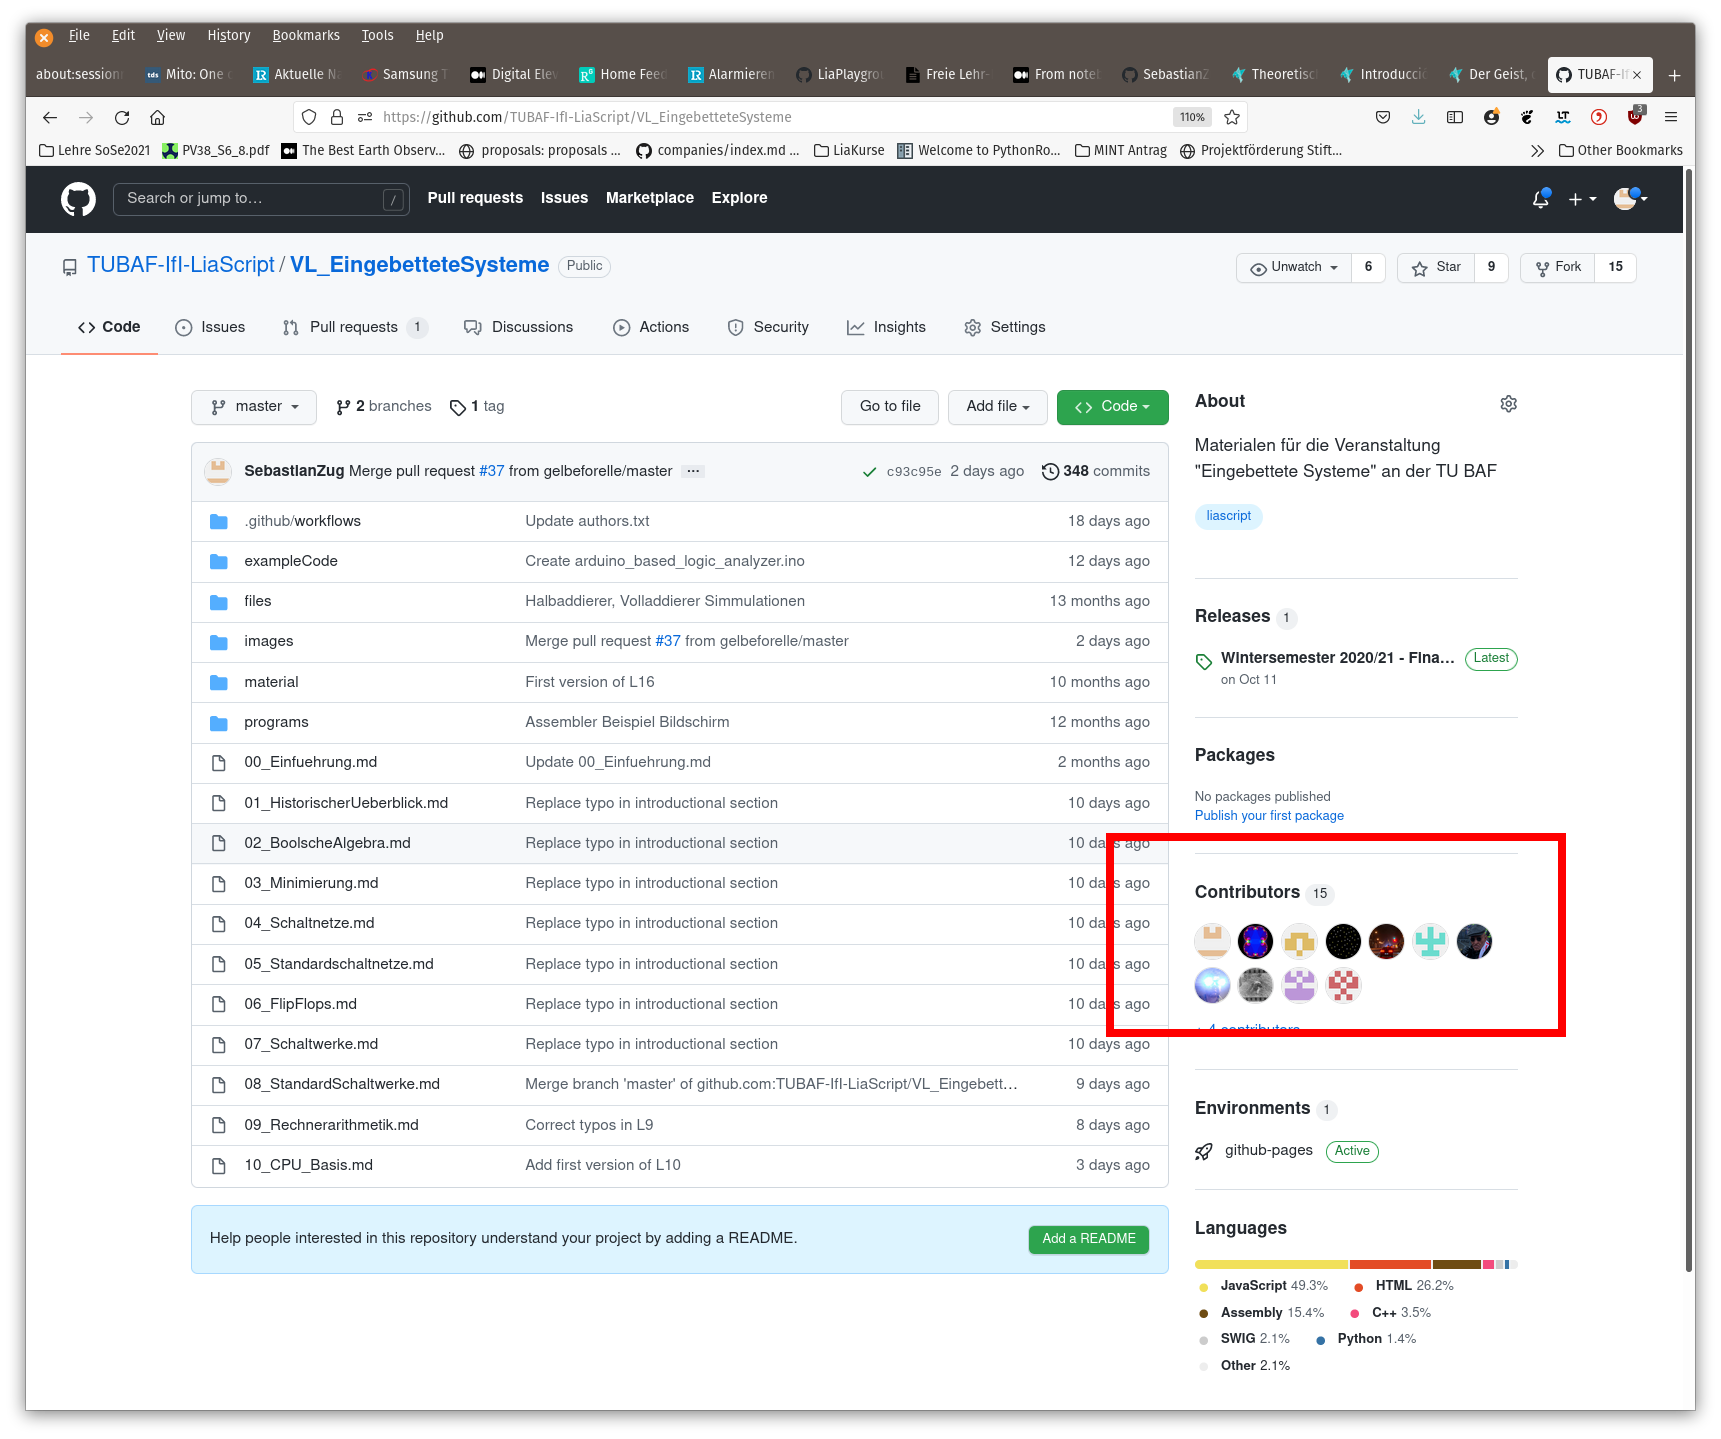 File Edit View History Bookmarks Tools Help
about:session Mito: One Aktuelle Na Samsung Digital Elev Home Feed Alarmieren LiaPlaygro Freie Lehr- From note SebastianZ Theoretisc Introducci Der Geist, TUBAF-IfI
https://github.com/TUBAF-IfI-LiaScript/VL_EingebetteteSysteme 110% 3
Lehre SoSe2021 PV38_S6_8.pdf The Best Earth Observ... proposals: proposals ... companies/index.md ... LiaKurse Welcome to PythonRo... MINT Antrag Projektförderung Stift... Other Bookmarks
Search or jump to… / Pull requests Issues Marketplace Explore
TUBAF-IfI-LiaScript / VL_EingebetteteSysteme Public Unwatch 6 Star 9 Fork 15
Code Issues Pull requests 1 Discussions Actions Security Insights Settings
master 2 branches 1 tag Go to file Add file Code
SebastianZug Merge pull request #37 from gelbeforelle/master ... c93c95e 2 days ago 348 commits
.github/workflows Update authors.txt 18 days ago
exampleCode Create arduino_based_logic_analyzer.ino 12 days ago
files Halbaddierer, Volladdierer Simmulationen 13 months ago
images Merge pull request #37 from gelbeforelle/master 2 days ago
material First version of L16 10 months ago
programs Assembler Beispiel Bildschirm 12 months ago
00_Einfuehrung.md Update 00_Einfuehrung.md 2 months ago
01_HistorischerUeberblick.md Replace typo in introductional section 10 days ago
02_BoolscheAlgebra.md Replace typo in introductional section 10 days ago
03_Minimierung.md Replace typo in introductional section 10 days ago
04_Schaltnetze.md Replace typo in introductional section 10 days ago
05_Standardschaltnetze.md Replace typo in introductional section 10 days ago
06_FlipFlops.md Replace typo in introductional section 10 days ago
07_Schaltwerke.md Replace typo in introductional section 10 days ago
08_StandardSchaltwerke.md Merge branch 'master' of github.com:TUBAF-IfI-LiaScript/VL_Eingebett… 9 days ago
09_Rechnerarithmetik.md Correct typos in L9 8 days ago
10_CPU_Basis.md Add first version of L10 3 days ago
Help people interested in this repository understand your project by adding a README. Add a README
About
Materialen für die Veranstaltung
"Eingebettete Systeme" an der TU BAF
liascript
Releases 1
Wintersemester 2020/21 - Fina… Latest
on Oct 11
Packages
No packages published
Publish your first package
Contributors 15
+ 4 contributors
Environments 1
github-pages Active
Languages
JavaScript 49.3% HTML 26.2%
Assembly 15.4% C++ 3.5%
SWIG 2.1% Python 1.4%
Other 2.1%